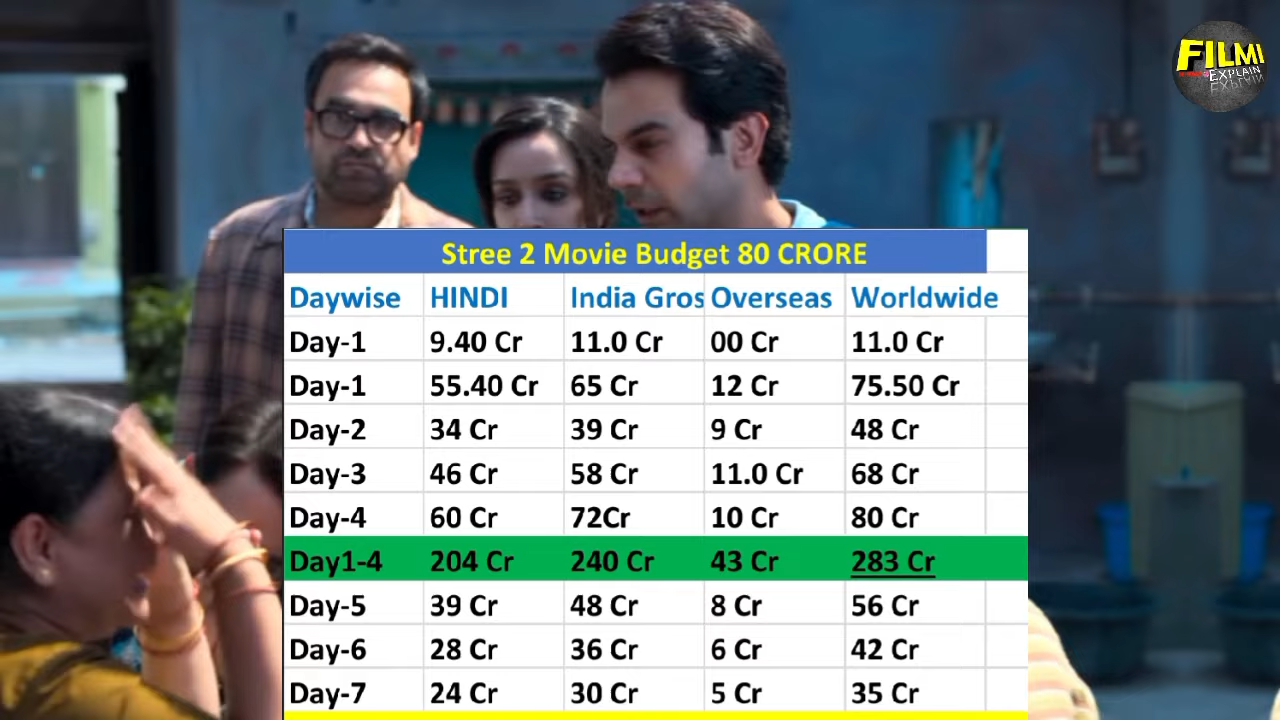 FILMI
EXPLAIN
Stree 2 Movie Budget 80 CRORE
Daywise HINDI India Gros Overseas Worldwide
Day-1 9.40 Cr 11.0 Cr 00 Cr 11.0 Cr
Day-1 55.40 Cr 65 Cr 12 Cr 75.50 Cr
Day-2 34 Cr 39 Cr 9 Cr 48 Cr
Day-3 46 Cr 58 Cr 11.0 Cr 68 Cr
Day-4 60 Cr 72Cr 10 Cr 80 Cr
Day1-4 204 Cr 240 Cr 43 Cr 283 Cr
Day-5 39 Cr 48 Cr 8 Cr 56 Cr
Day-6 28 Cr 36 Cr 6 Cr 42 Cr
Day-7 24 Cr 30 Cr 5 Cr 35 Cr